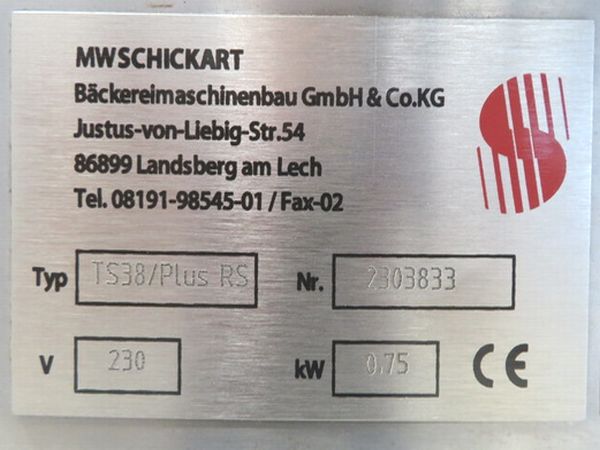 MWSCHICKART
Bäckereimaschinenbau GmbH & Co.KG
Justus-von-Liebig-Str.54
86899 Landsberg am Lech
Tel. 08191-98545-01 / Fax-02
Typ TS38/Plus RS Nr. 2303833
V 230 kW 0,75 CE